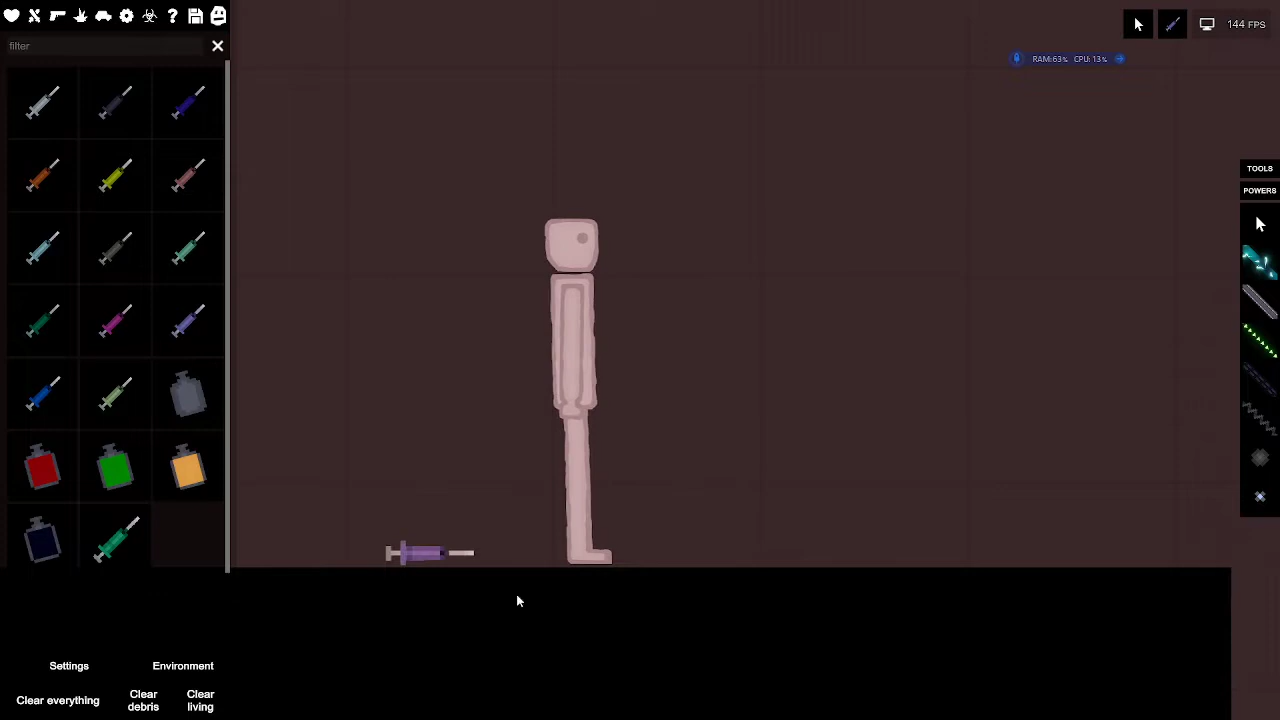 144 FPS
filter
RAM:63% CPU: 13%
TOOLS
POWERS
Settings
Environment
Clear everything
Clear
debris
Clear
living